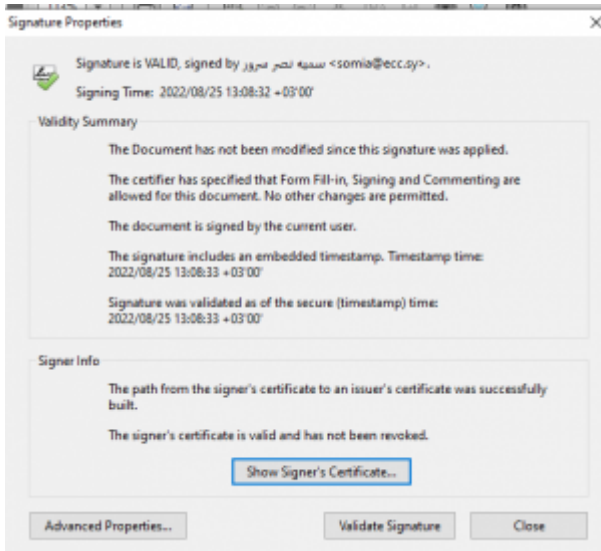 Signature Properties
Signature is VALID, signed by سميه نصر سرور <somia@ecc.sy>.
Signing Time: 2022/08/25 13:08:32 +03'00'
Validity Summary
The Document has not been modified since this signature was applied.
The certifier has specified that Form Fill-in, Signing and Commenting are
allowed for this document. No other changes are permitted.
The document is signed by the current user.
The signature includes an embedded timestamp. Timestamp time:
2022/08/25 13:08:33 +03'00'
Signature was validated as of the secure (timestamp) time:
2022/08/25 13:08:33 +03'00'
Signer Info
The path from the signer's certificate to an issuer's certificate was successfully
built.
The signer's certificate is valid and has not been revoked.
Show Signer's Certificate...
Advanced Properties...
Validate Signature
Close